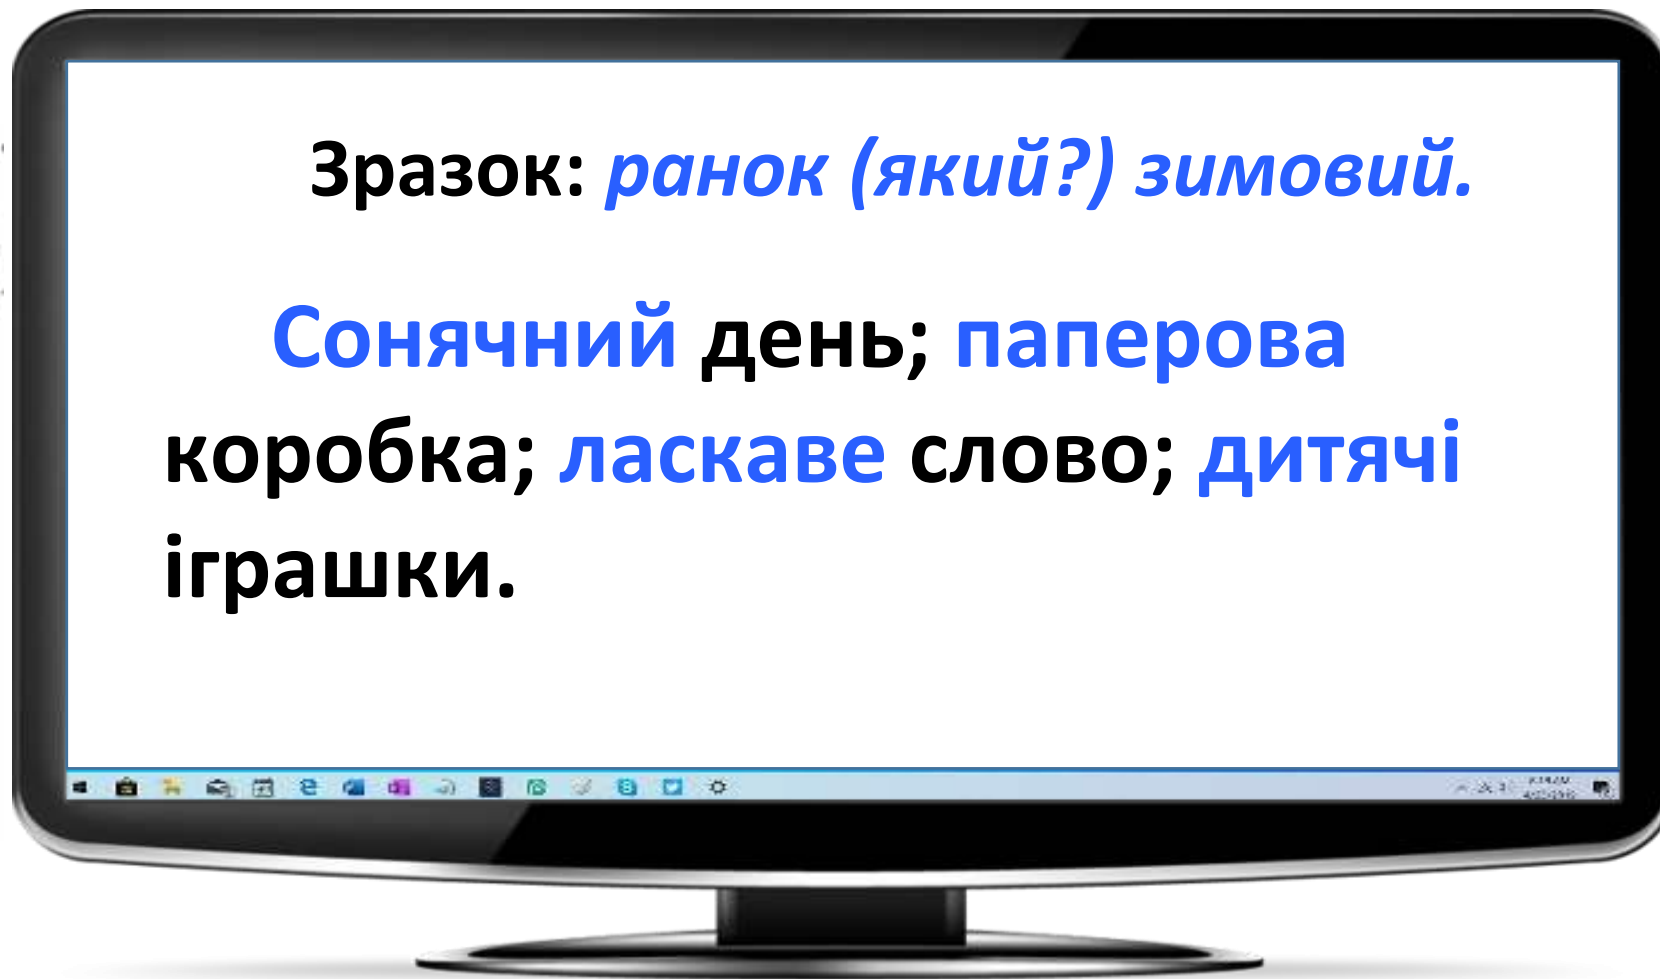 Зразок: ранок (який?) зимовий.
Сонячний день; паперова
коробка; ласкаве слово; дитячі
іграшки.